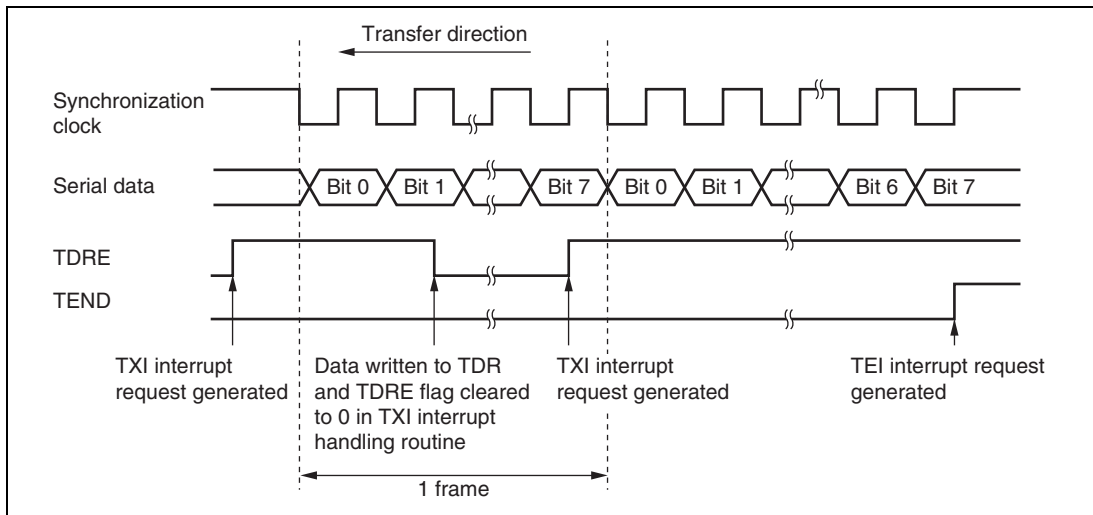 Transfer direction
Synchronization
clock
Serial data
Bit 0
Bit 1
Bit 7
Bit 0
Bit 1
Bit 6
Bit 7
TDRE
TEND
TXI interrupt
request generated
Data written to TDR
and TDRE flag cleared
to 0 in TXI interrupt
handling routine
TXI interrupt
request generated
TEI interrupt request
generated
1 frame